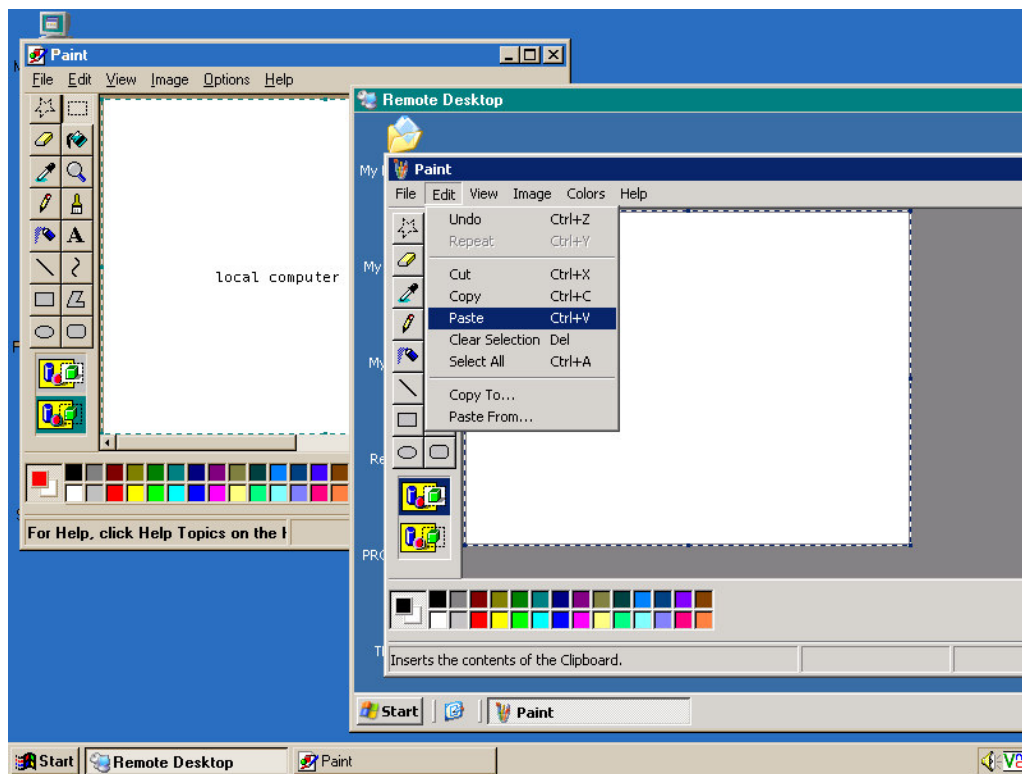 Paint
File Edit View Image Options Help
A
local computer
For Help, click Help Topics on the H
Remote Desktop
My
Paint
File Edit View Image Colors Help
Undo Ctrl+Z
Repeat Ctrl+Y
My
Cut Ctrl+X
Copy Ctrl+C
Paste Ctrl+V
Clear Selection Del
My
Select All Ctrl+A
Copy To...
Paste From...
Re
PRO
Inserts the contents of the Clipboard.
Start Paint
Start Remote Desktop Paint
V2